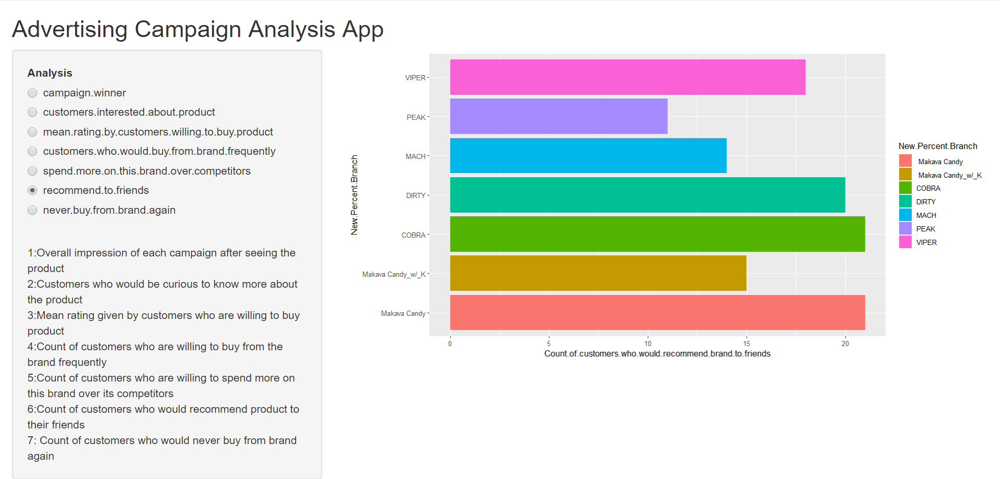 Advertising Campaign Analysis App
Analysis
campaign.winner
customers.interested.about.product
mean.rating.by.customers.willing.to.buy.product
customers.who.would.buy.from.brand.frequently
spend.more.on.this.brand.over.competitors
recommend.to.friends
never.buy.from.brand.again
1:Overall impression of each campaign after seeing the
product
2:Customers who would be curious to know more about
the product
3:Mean rating given by customers who are willing to buy
product
4:Count of customers who are willing to buy from the
brand frequently
5:Count of customers who are willing to spend more on
this brand over its competitors
6:Count of customers who would recommend product to
their friends
7: Count of customers who would never buy from brand
again
New.Percent.Branch
VIPER
PEAK
MACH
DIRTY
COBRA
Makava Candy_w/_K
Makava Candy
0 5 10 15 20
Count.of.customers.who.would.recommend.brand.to.friends
New.Percent.Branch
Makava Candy
Makava Candy_w/_K
COBRA
DIRTY
MACH
PEAK
VIPER